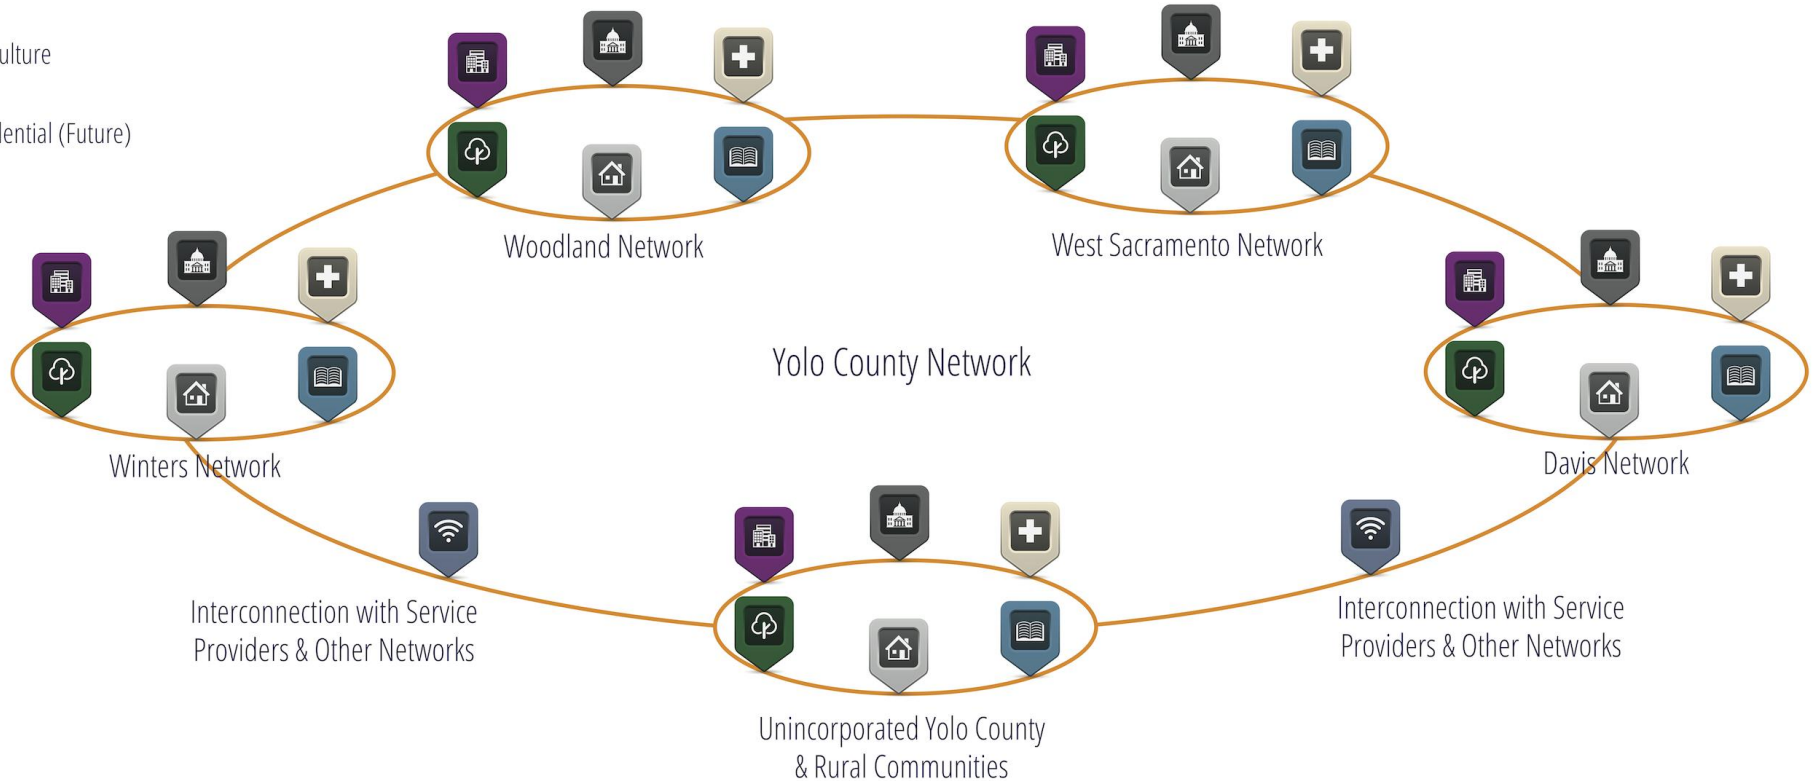 ulture
dential (Future)
Woodland Network
West Sacramento Network
Yolo County Network
Winters Network
Davis Network
Interconnection with Service
Providers & Other Networks
Interconnection with Service
Providers & Other Networks
Unincorporated Yolo County
& Rural Communities